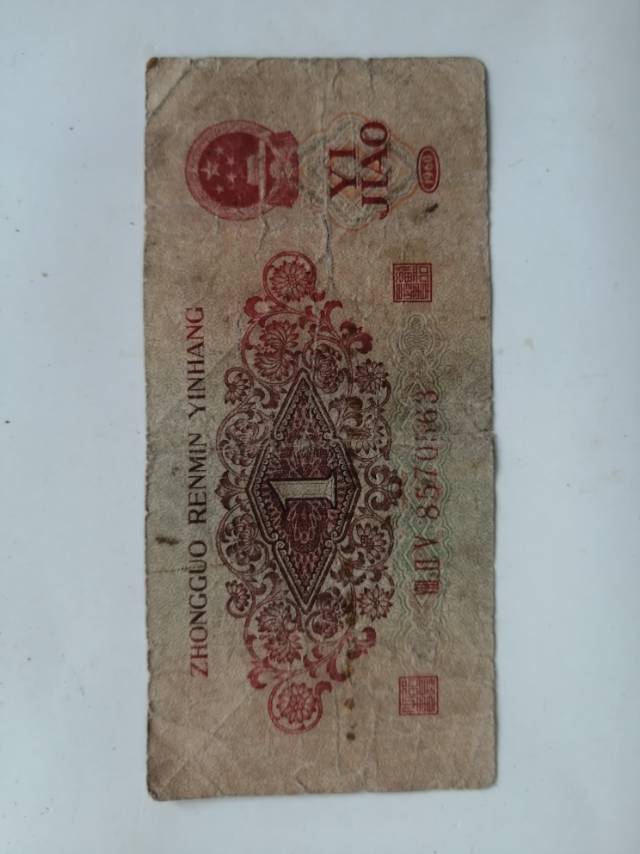 ZHONGGUO RENMIN YINHANG
YI
JIAO
1
1960